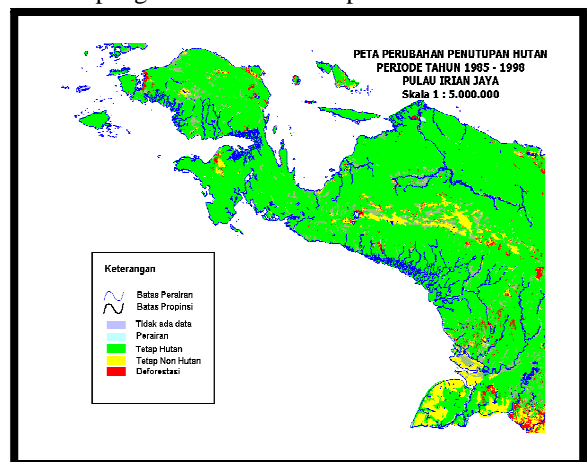 PETA PERUBAHAN PENUTUPAN HUTAN
PERIODE TAHUN 1985 - 1998
PULAU IRIAN JAYA
Skala 1 : 5.000.000
Keterangan
Batas Perairan
Batas Propinsi
Tidak ada data
Perairan
Tetap Hutan
Tetap Non Hutan
Deforestasi